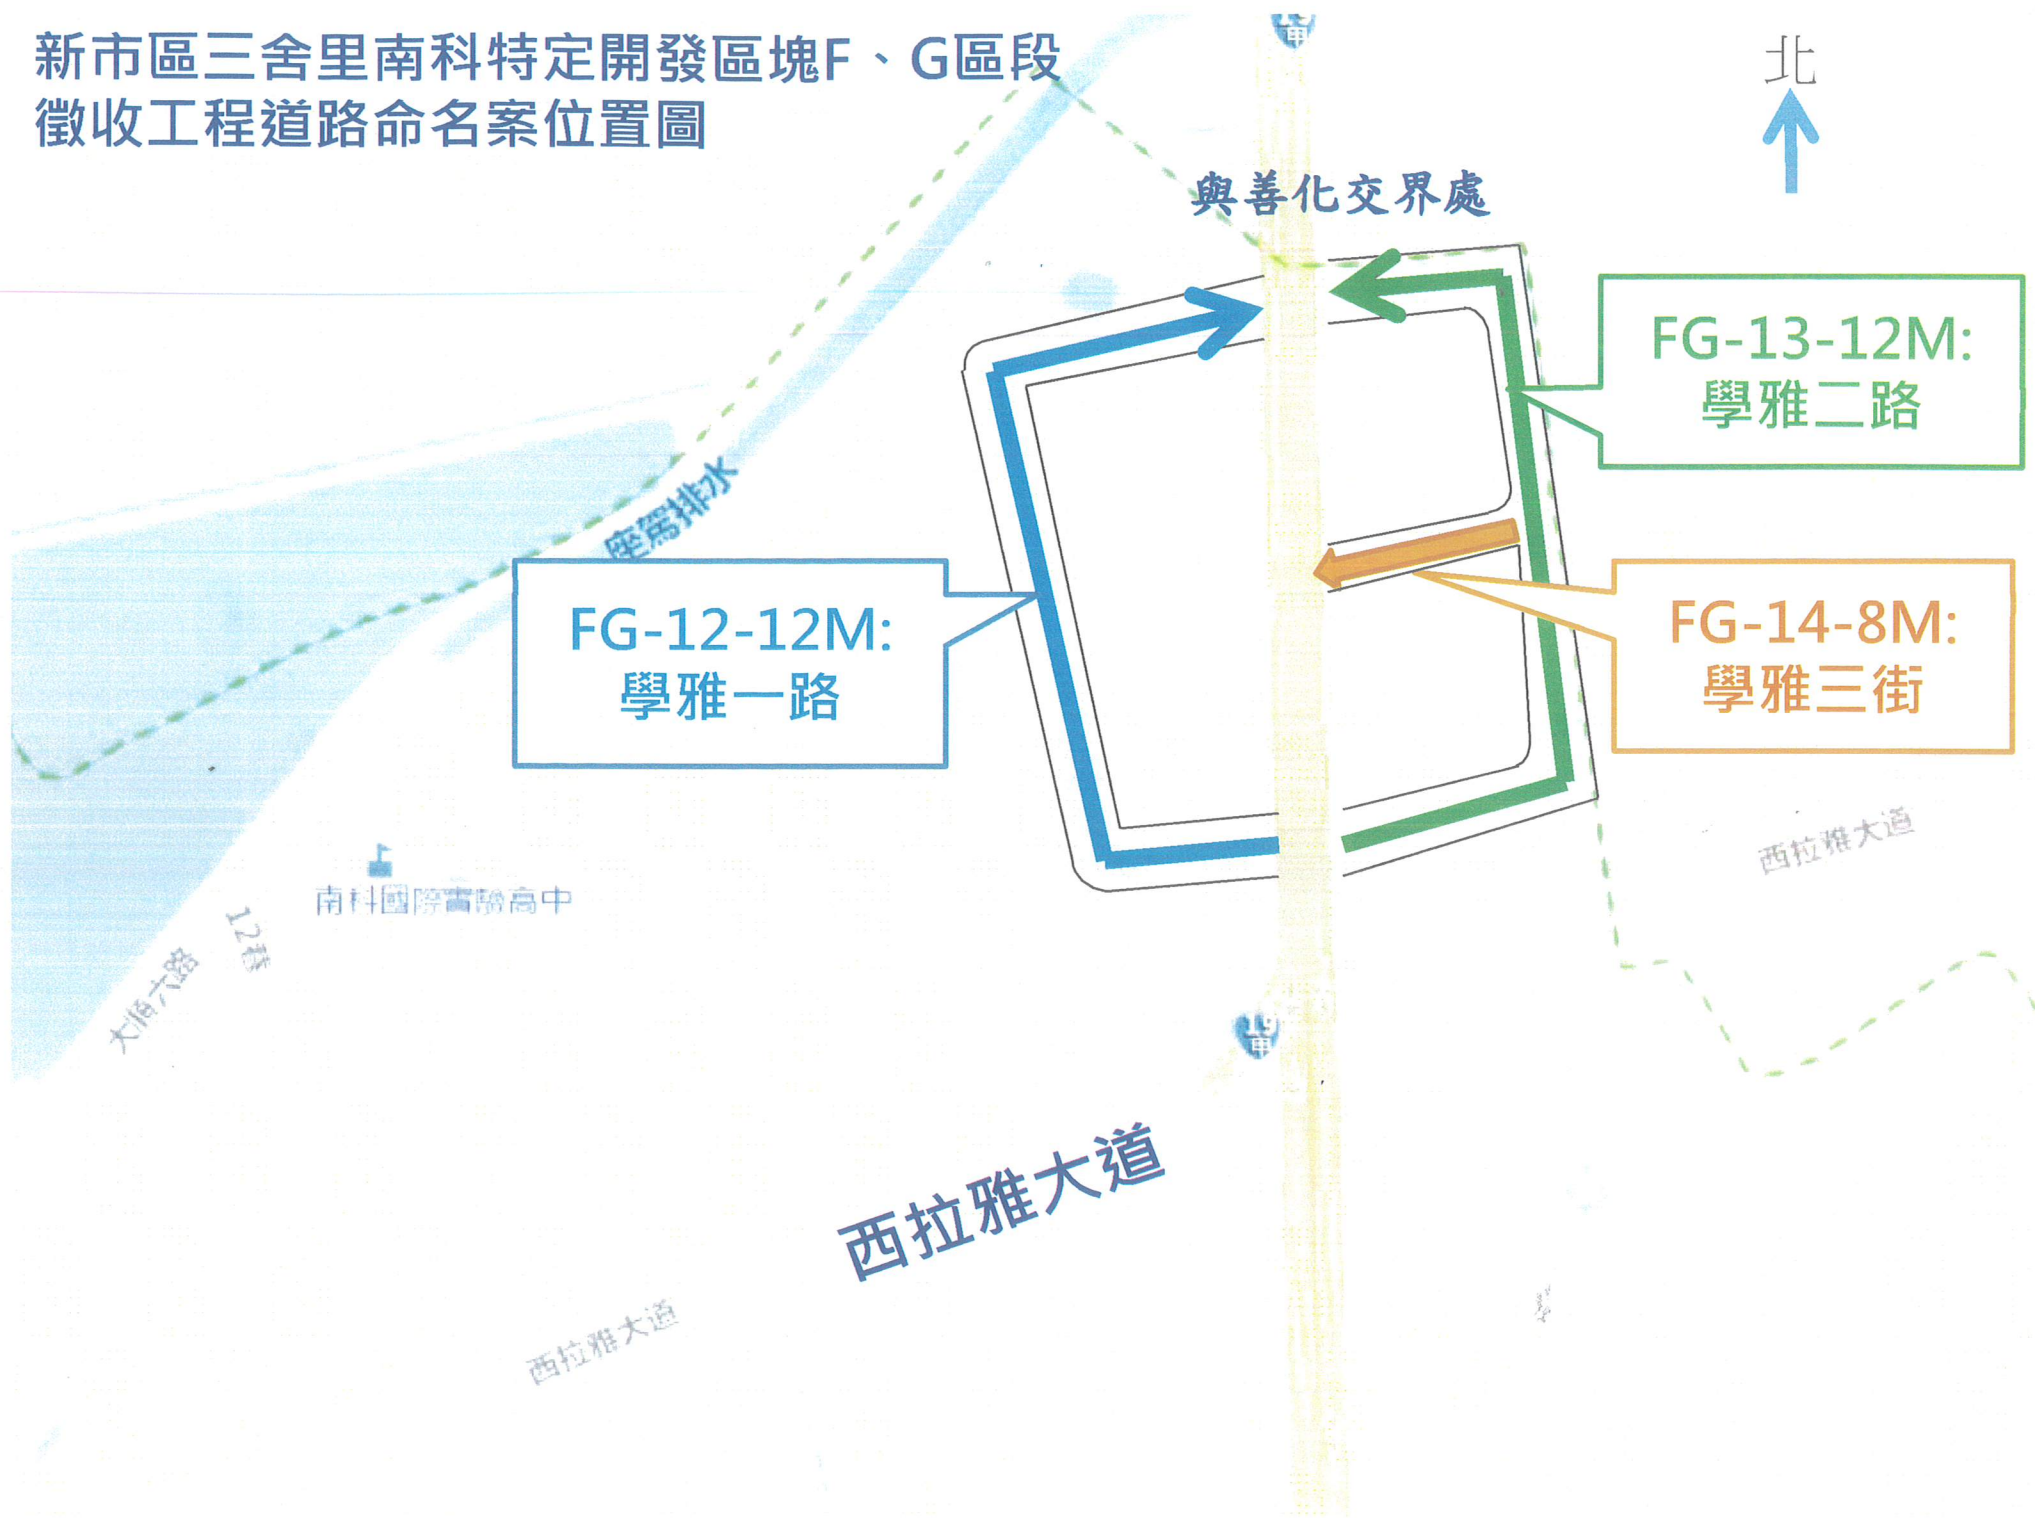 新市區三舍里南科特定開發區塊F、G區段
徵收工程道路命名案位置圖
北
與善化交界處
FG-13-12M:
學雅二路
座駕排水
FG-12-12M:
學雅一路
FG-14-8M:
學雅三街
西拉雅大道
南科國際實驗高中
12巷
大順六路
19
甲
西拉雅大道
西拉雅大道